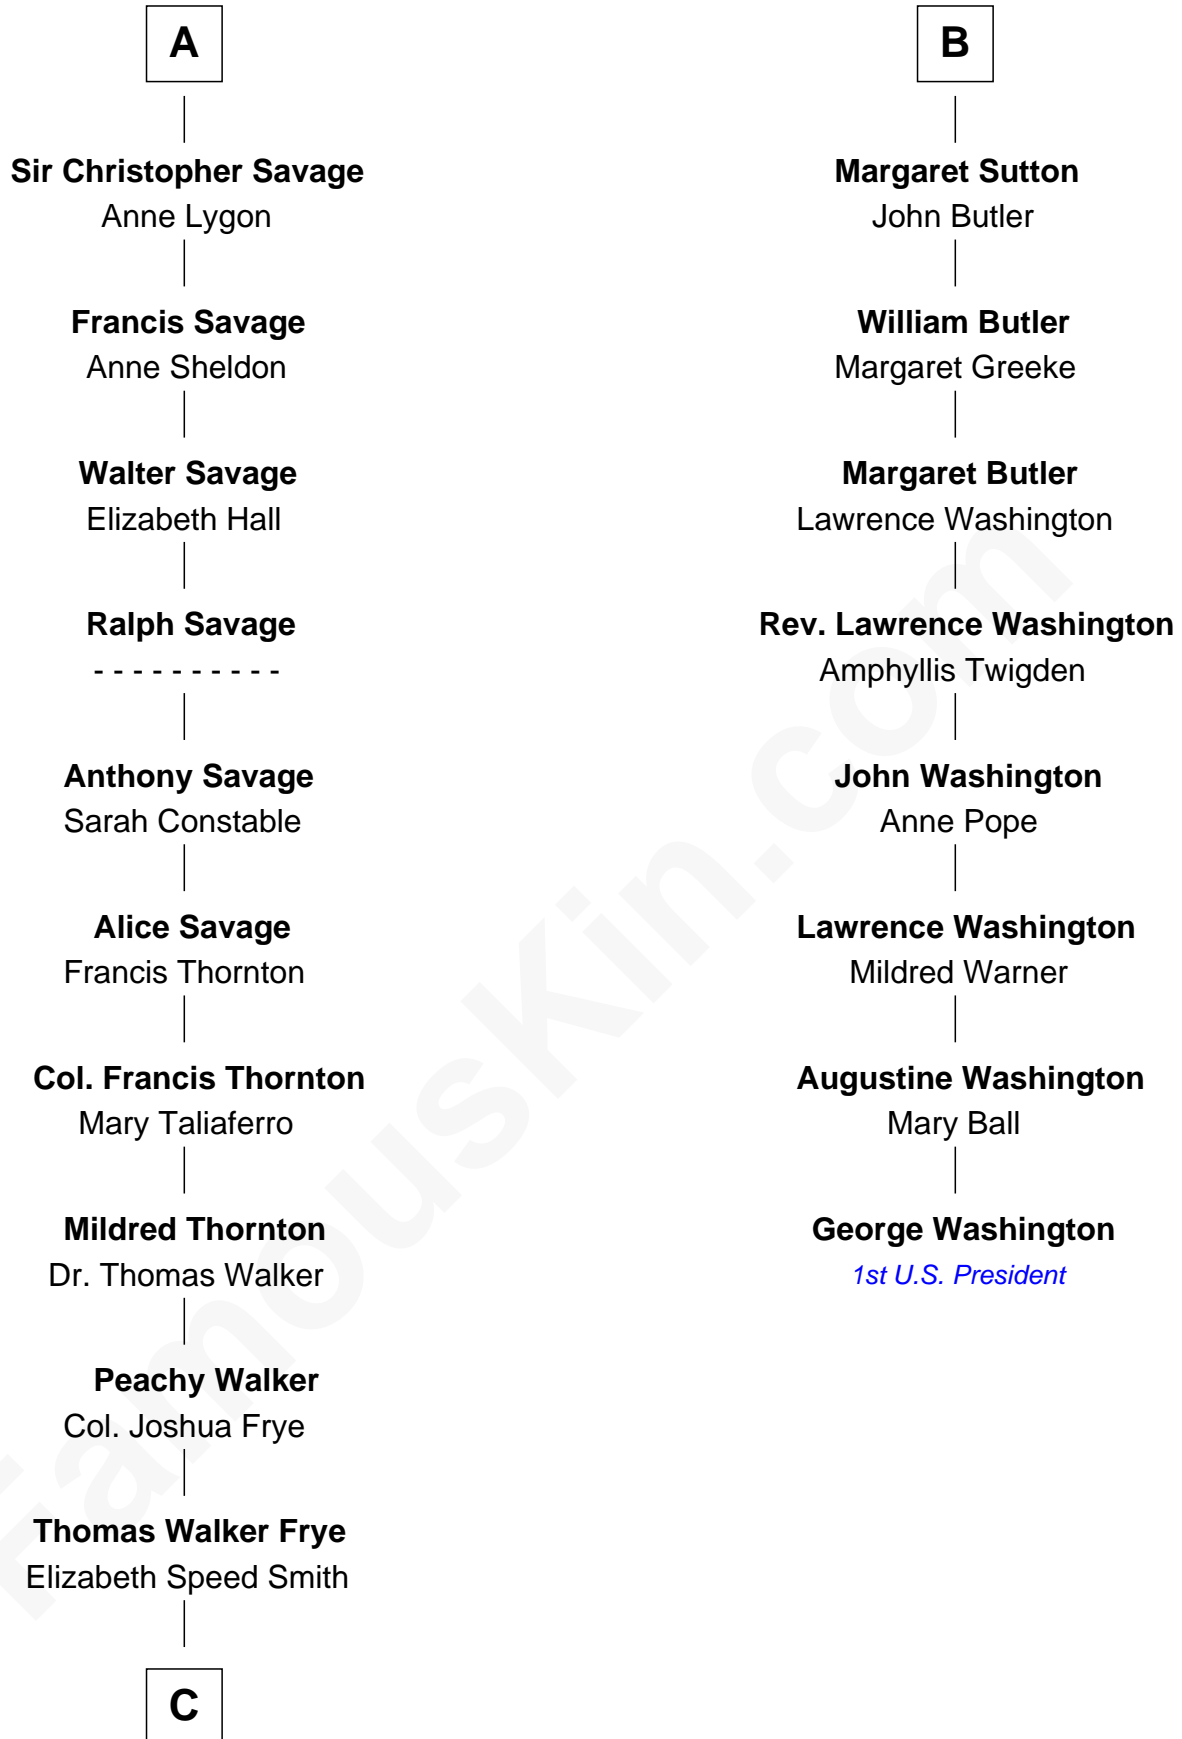 A
Sir Christopher Savage
Anne Lygon
Francis Savage
Anne Sheldon
Walter Savage
Elizabeth Hall
Ralph Savage
- - - - - - - - - -
Anthony Savage
Sarah Constable
Alice Savage
Francis Thornton
Col. Francis Thornton
Mary Taliaferro
Mildred Thornton
Dr. Thomas Walker
Peachy Walker
Col. Joshua Frye
Thomas Walker Frye
Elizabeth Speed Smith
C
B
Margaret Sutton
John Butler
William Butler
Margaret Greeke
Margaret Butler
Lawrence Washington
Rev. Lawrence Washington
Amphyllis Twigden
John Washington
Anne Pope
Lawrence Washington
Mildred Warner
Augustine Washington
Mary Ball
George Washington
1st U.S. President
FamousKin.com